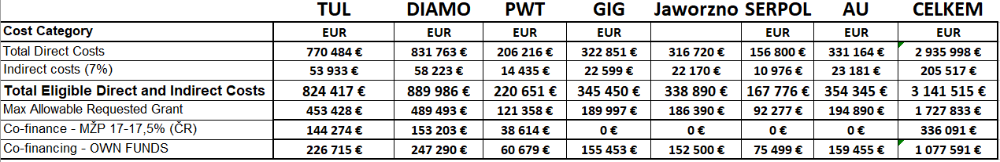 TUL DIAMO PWT GIG Jaworzno SERPOL AU CELKEM
Cost Category EUR EUR EUR EUR EUR EUR EUR
Total Direct Costs 770 484 € 831 763 € 206 216 € 322 851 € 316 720 € 156 800 € 331 164 € 2 935 998 €
Indirect costs (7%) 53 933 € 58 223 € 14 435 € 22 599 € 22 170 € 10 976 € 23 181 € 205 517 €
Total Eligible Direct and Indirect Costs 824 417 € 889 986 € 220 651 € 345 450 € 338 890 € 167 776 € 354 345 € 3 141 515 €
Max Allowable Requested Grant 453 428 € 489 493 € 121 358 € 189 997 € 186 390 € 92 277 € 194 890 € 1 727 833 €
Co-finance - MŽP 17-17,5% (ČR) 144 274 € 153 203 € 38 614 € 0 € 0 € 0 € 0 € 336 091 €
Co-financing - OWN FUNDS 226 715 € 247 290 € 60 679 € 155 453 € 152 500 € 75 499 € 159 455 € 1 077 591 €